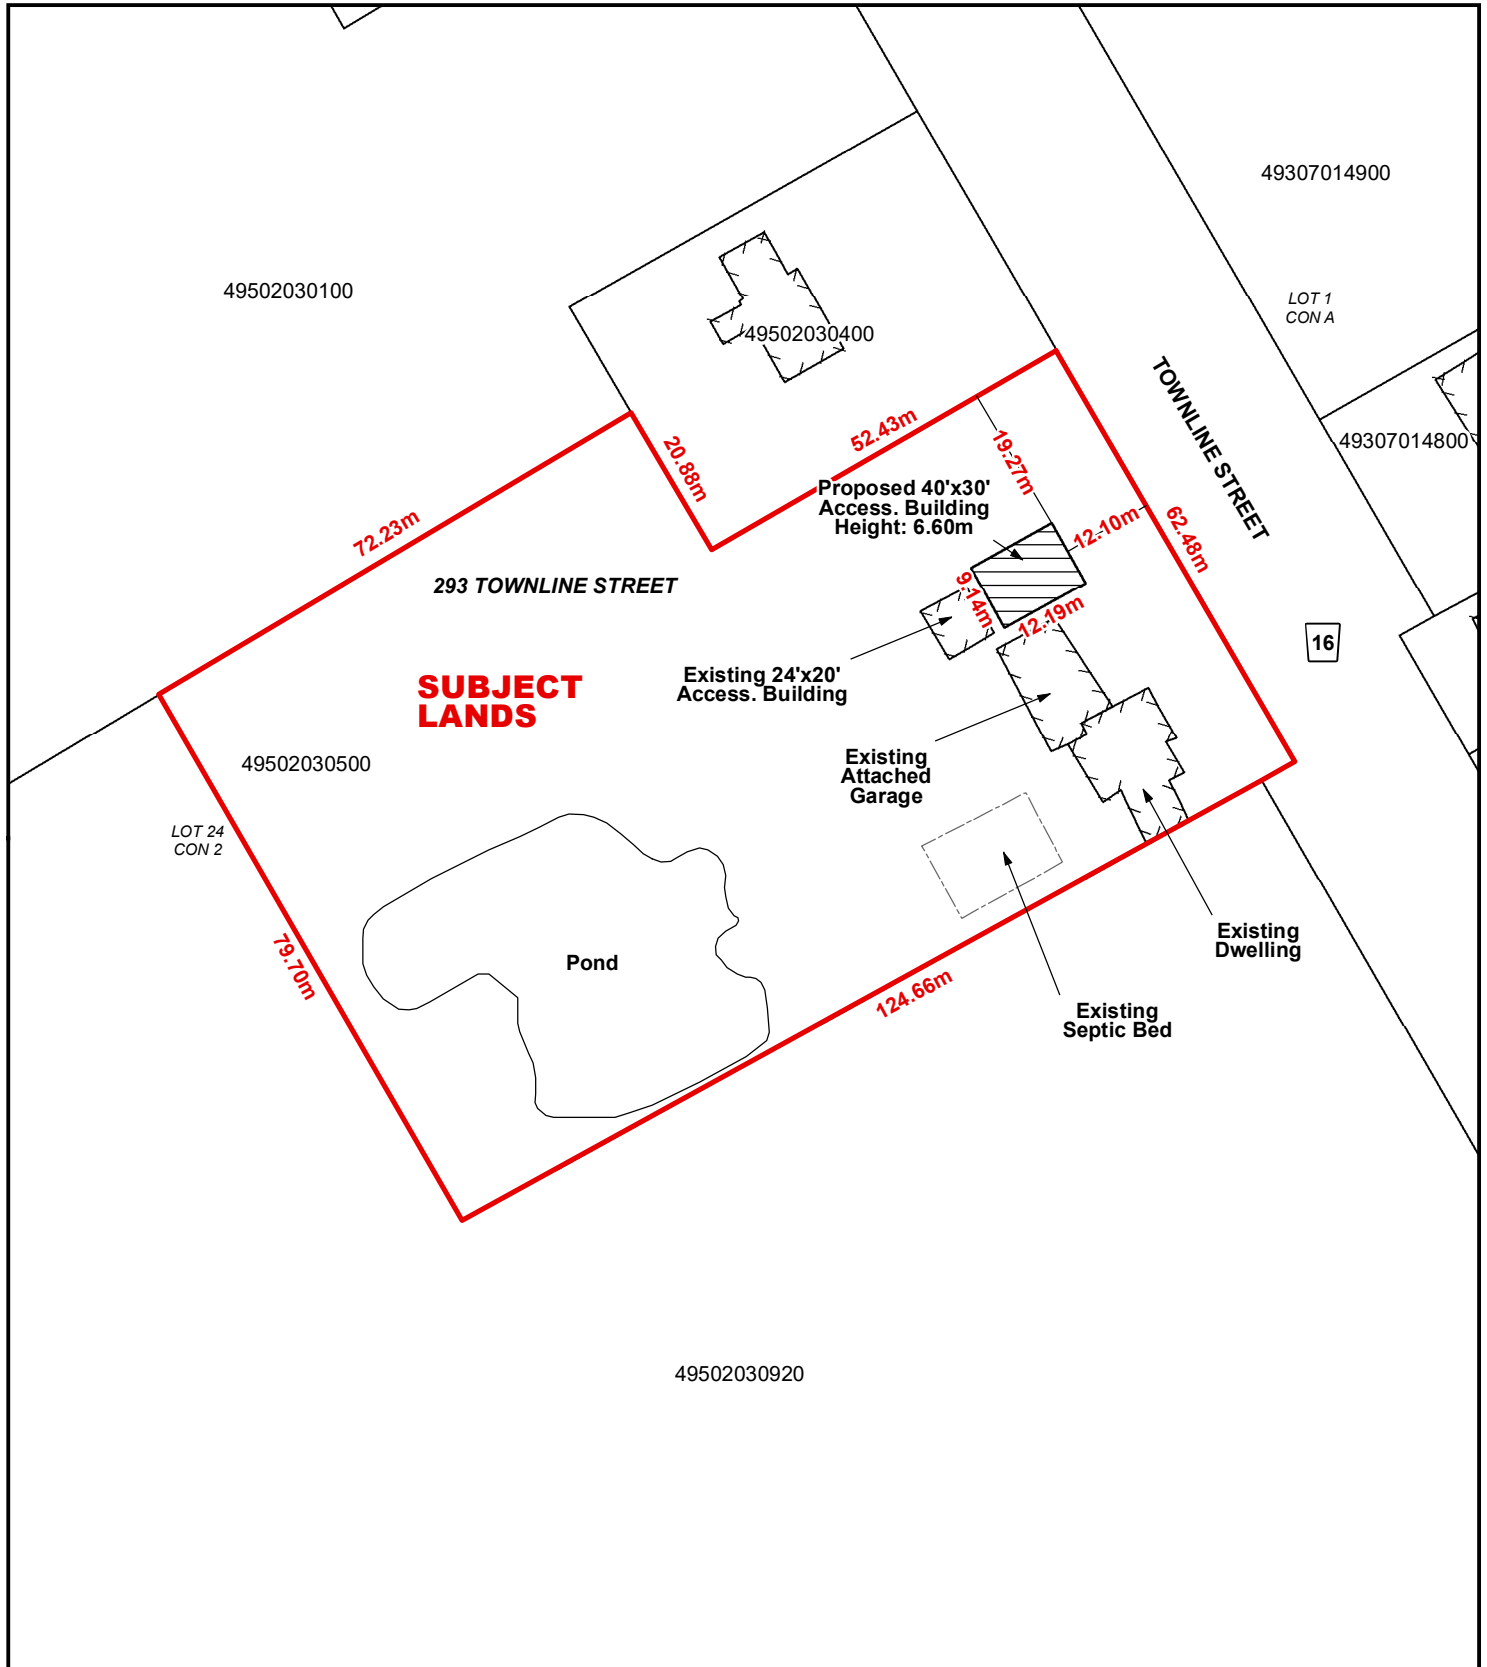 49307014900
49502030100
LOT 1
CON A
49502030400
TOWNLINE STREET
52.43m
20.88m
19.27m
49307014800
Proposed 40'x30'
Access. Building
Height: 6.60m
72.23m
12.10m
62.48m
293 TOWNLINE STREET
9.14m
12.19m
16
Existing 24'x20'
Access. Building
SUBJECT
LANDS
49502030500
Existing
Attached
Garage
LOT 24
CON 2
79.70m
Pond
124.66m
Existing
Dwelling
Existing
Septic Bed
49502030920